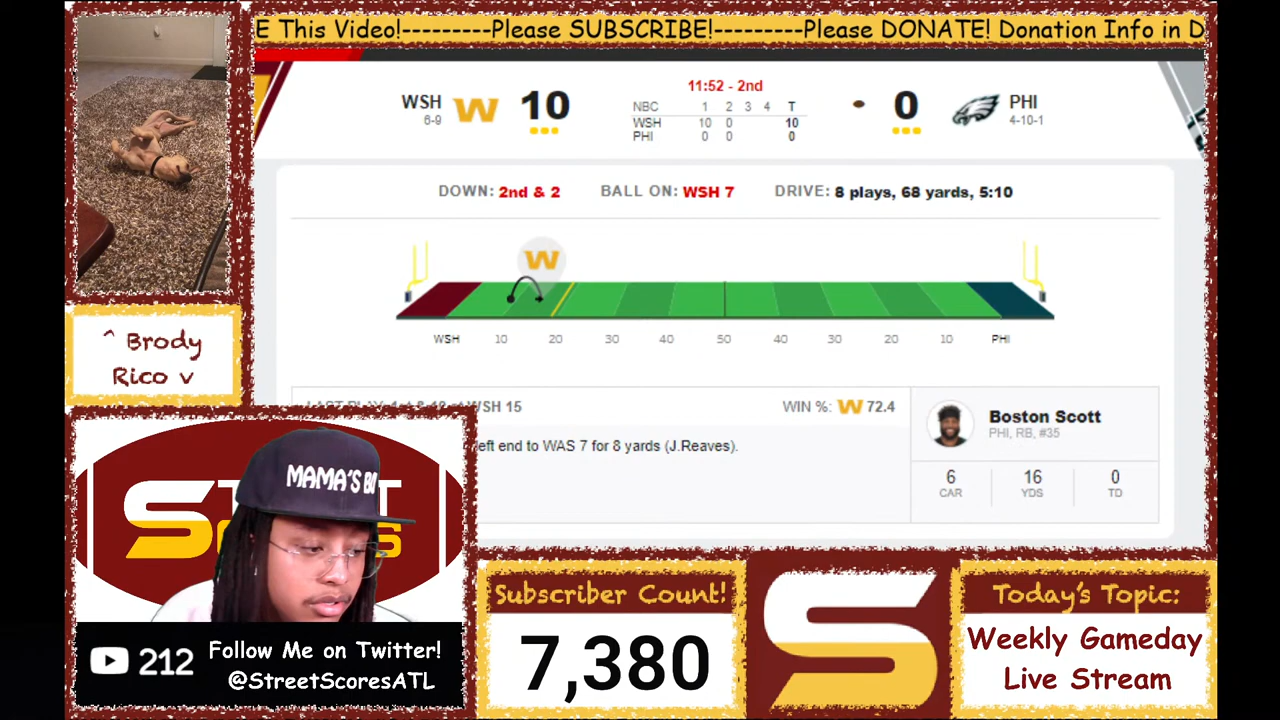 E This Video!---------Please SUBSCRIBE!---------Please DONATE! Donation Info in D
WSH
6-9
W
10
11:52 - 2nd
NBC 1 2 3 4 T
WSH 10 0 10
PHI 0 0 0
0
PHI
4-10-1
DOWN: 2nd & 2
BALL ON: WSH 7
DRIVE: 8 plays, 68 yards, 5:10
W
WSH 10 20 30 40 40 30 20 10 PHI
WSH 15
WIN %: W 72.4
left end to WAS 7 for 8 yards (J.Reaves).
Boston Scott
PHI, RB, #35
6 16 0
CAR YDS TD
^ Brody
Rico v
MAMA'S BO
212
Follow Me on Twitter!
@StreetScoresATL
Subscriber Count!
7,380
S
Today's Topic:
Weekly Gameday
Live Stream